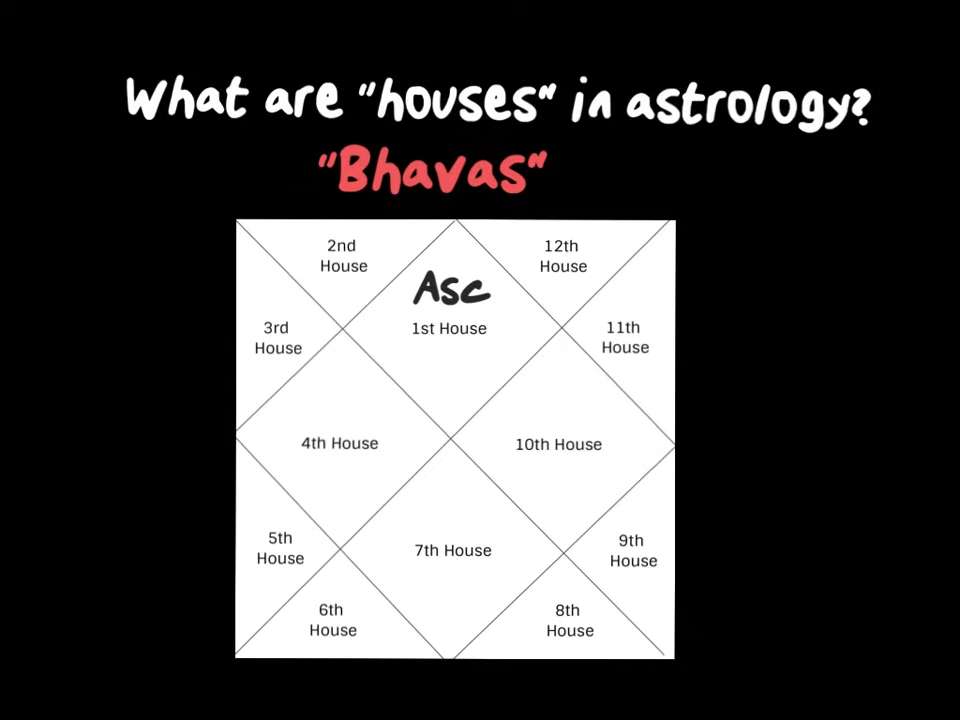 What are "houses" in astrology?
"Bhavas"
2nd
House
12th
House
Asc
1st House
3rd
House
11th
House
4th House
10th House
5th
House
7th House
9th
House
6th
House
8th
House